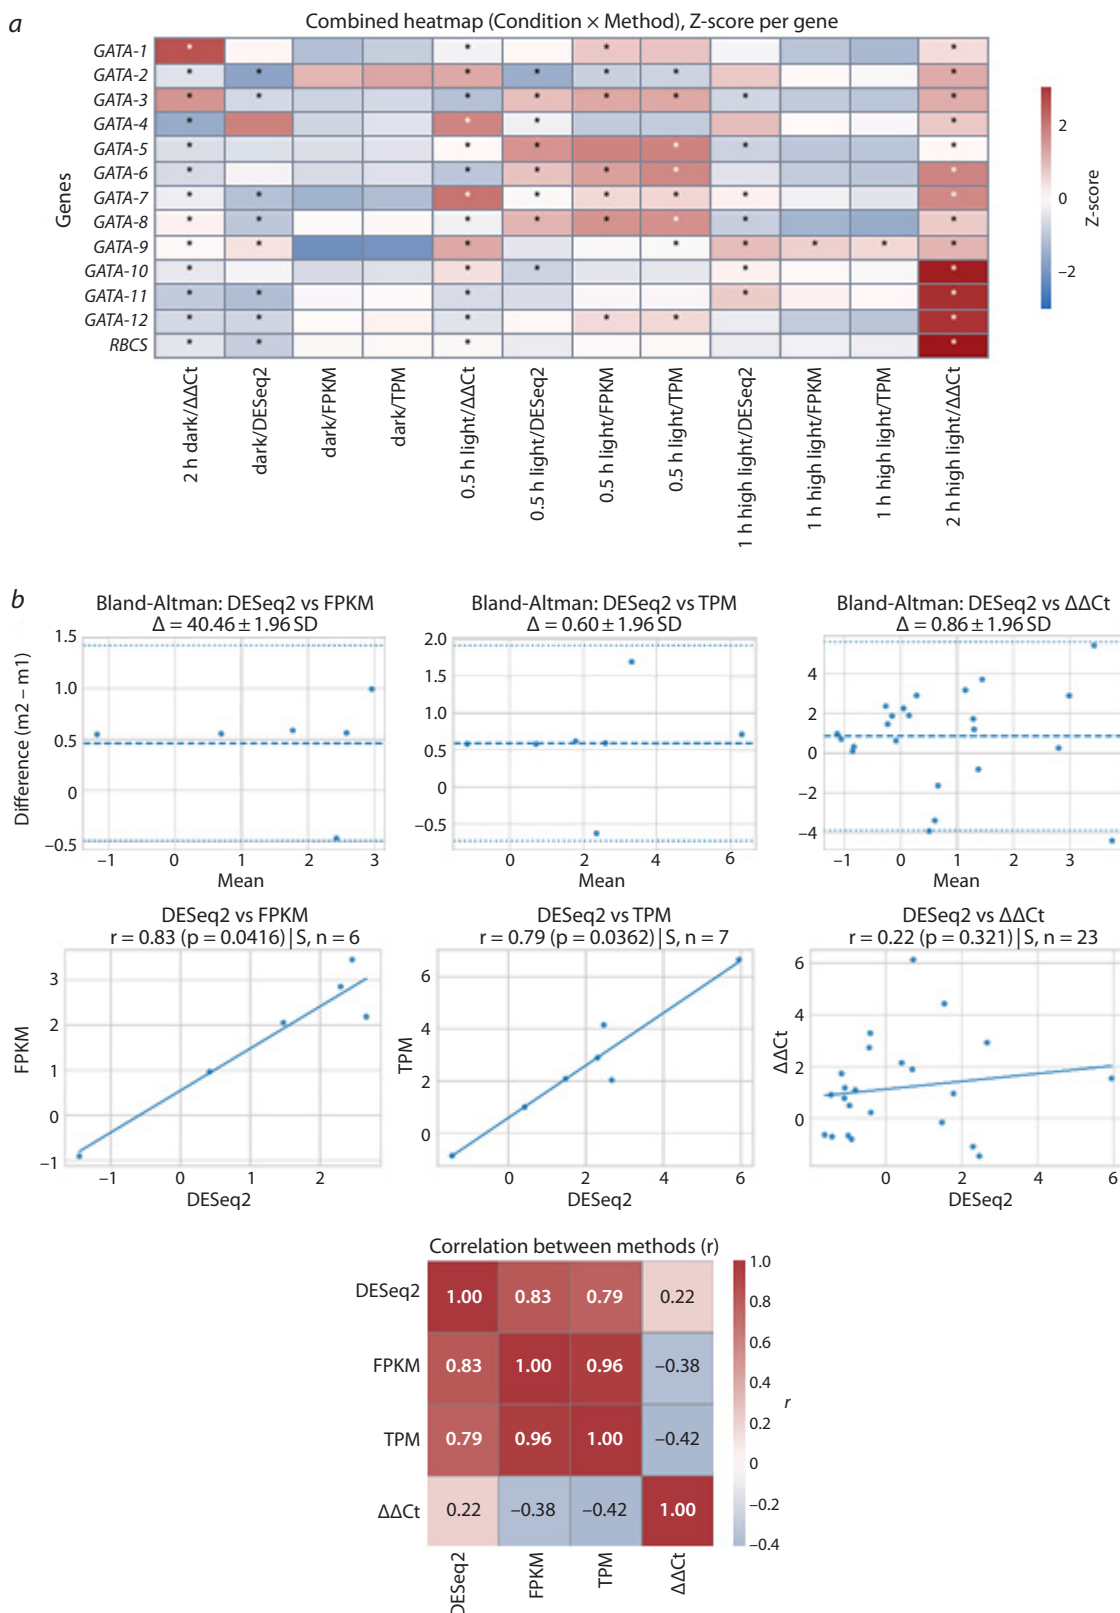 a
Combined heatmap (Condition × Method), Z-score per gene
GATA-1
GATA-2
GATA-3
GATA-4
GATA-5
GATA-6
GATA-7
GATA-8
GATA-9
GATA-10
GATA-11
GATA-12
RBCS
Genes
2 h dark/ΔΔCt
dark/DESeq2
dark/FPKM
dark/TPM
0.5 h light/ΔΔCt
0.5 h light/DESeq2
0.5 h light/FPKM
0.5 h light/TPM
1 h high light/DESeq2
1 h high light/FPKM
1 h high light/TPM
2 h high light/ΔΔCt
2
0
−2
Z-score
b
Bland-Altman: DESeq2 vs FPKM
Δ = 40.46 ± 1.96 SD
1.5
1.0
0.5
0
−0.5
Difference (m2 − m1)
−1 0 1 2 3
Mean
Bland-Altman: DESeq2 vs TPM
Δ = 0.60 ± 1.96 SD
2.0
1.5
1.0
0.5
0
−0.5
0 2 4 6
Mean
Bland-Altman: DESeq2 vs ΔΔCt
Δ = 0.86 ± 1.96 SD
4
2
0
−2
−4
−1 0 1 2 3
Mean
DESeq2 vs FPKM
r = 0.83 (p = 0.0416) | S, n = 6
3
2
1
0
−1
FPKM
−1 0 1 2
DESeq2
DESeq2 vs TPM
r = 0.79 (p = 0.0362) | S, n = 7
6
4
2
0
TPM
0 2 4 6
DESeq2
DESeq2 vs ΔΔCt
r = 0.22 (p = 0.321) | S, n = 23
6
4
2
0
ΔΔCt
0 2 4 6
DESeq2
Correlation between methods (r)
DESeq2 1.00 0.83 0.79 0.22
FPKM 0.83 1.00 0.96 −0.38
TPM 0.79 0.96 1.00 −0.42
ΔΔCt 0.22 −0.38 −0.42 1.00
DESeq2
FPKM
TPM
ΔΔCt
1.0
0.8
0.6
0.4
0.2
0
−0.2
−0.4
r